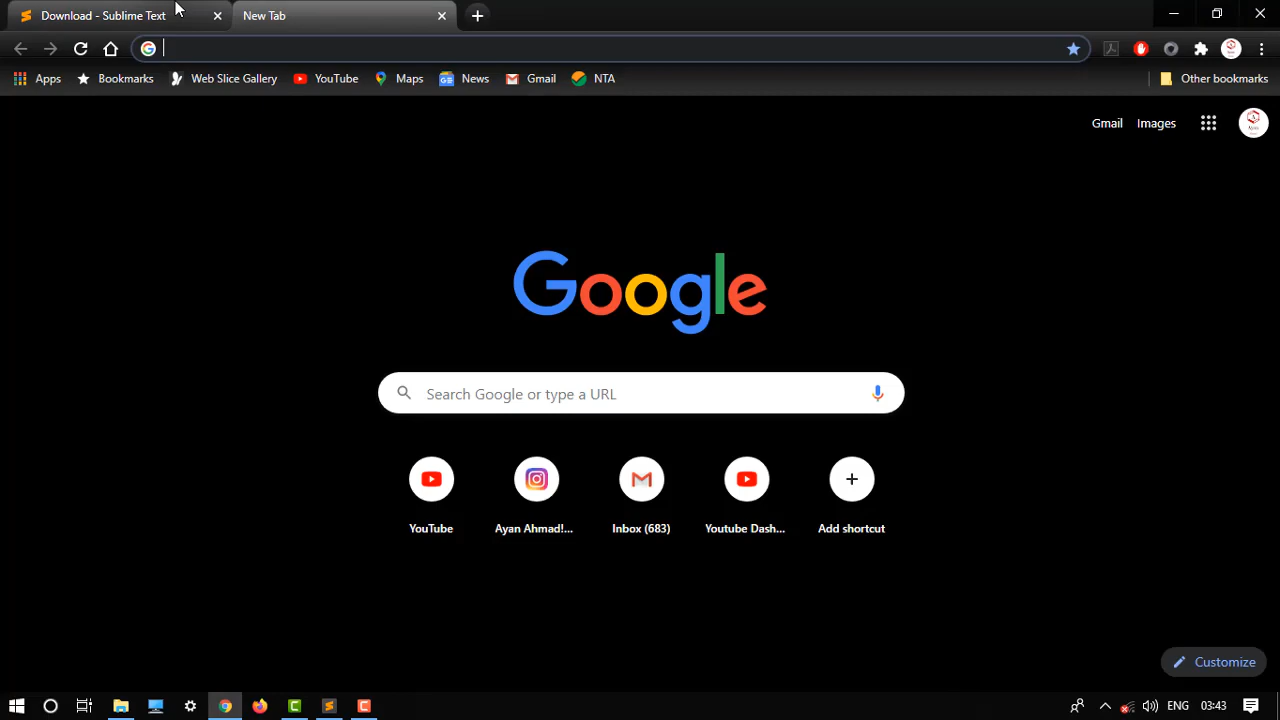 Download - Sublime Text
New Tab
Apps
Bookmarks
Web Slice Gallery
YouTube
Maps
News
Gmail
NTA
Other bookmarks
Gmail
Images
Google
Search Google or type a URL
YouTube
Ayan Ahmad!...
Inbox (683)
Youtube Dash...
Add shortcut
Customize
ENG
03:43